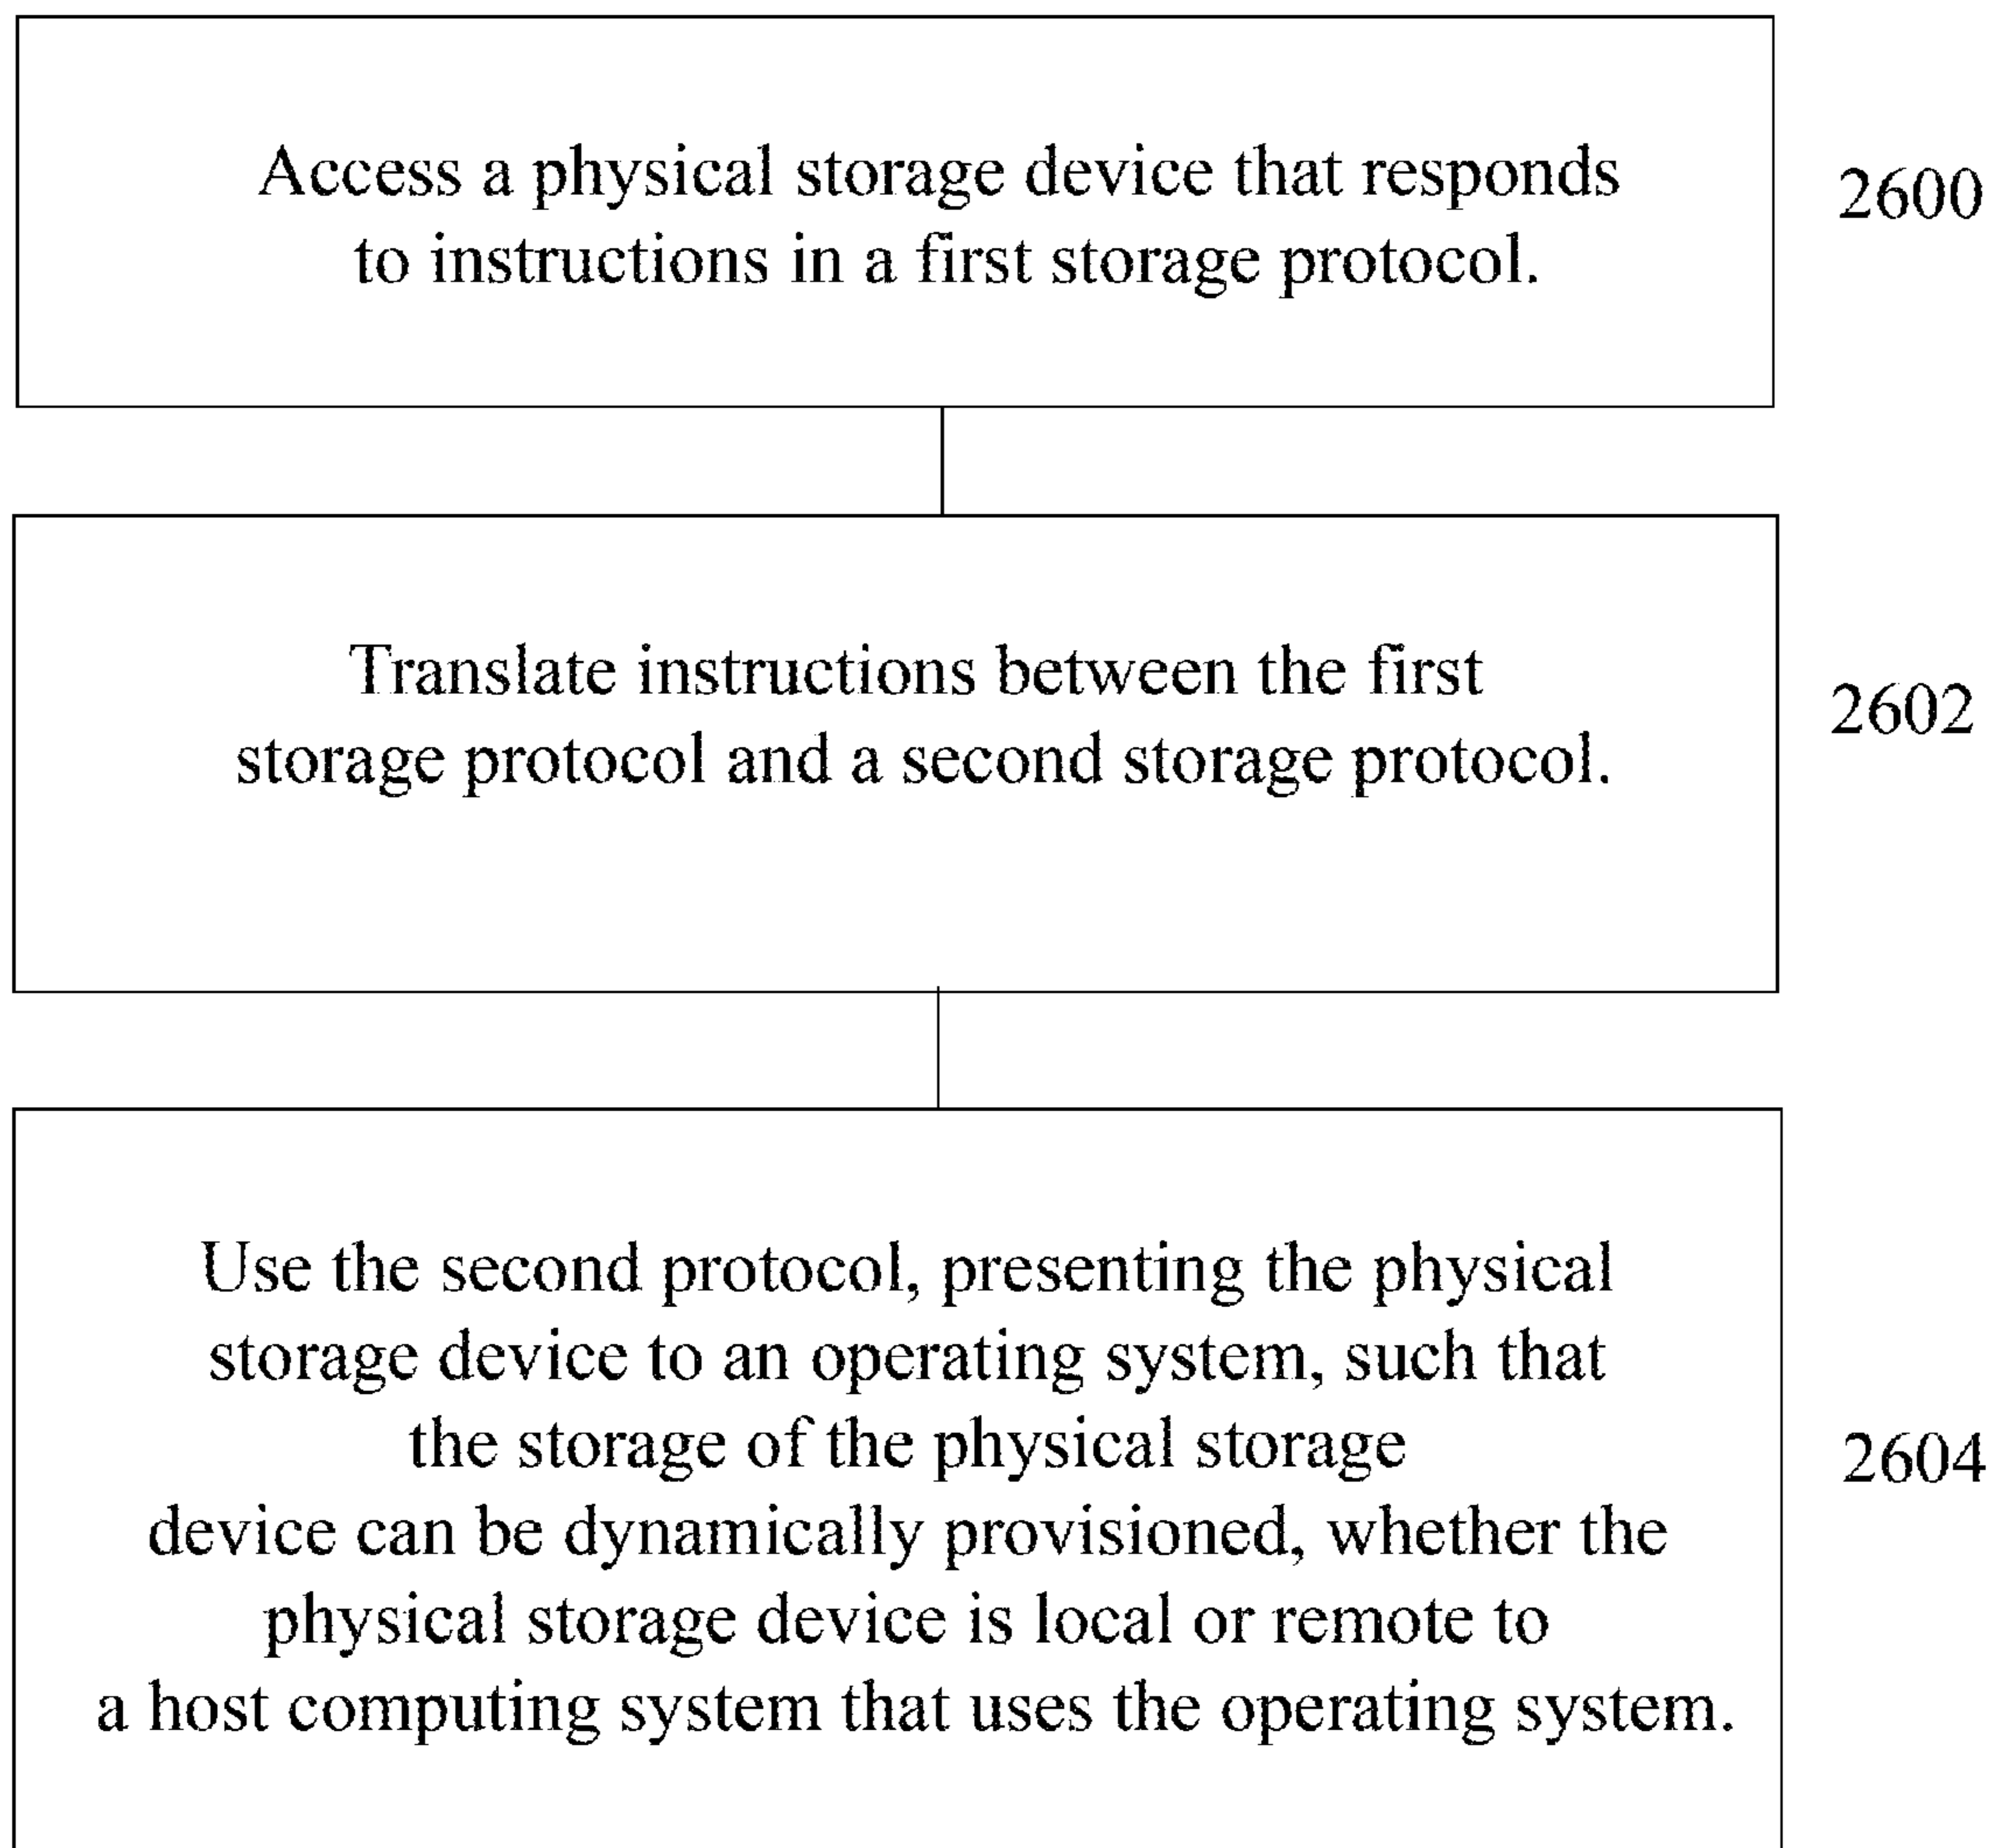 Access a physical storage device that responds
to instructions in a first storage protocol.
2600
Translate instructions between the first
storage protocol and a second storage protocol.
2602
Use the second protocol, presenting the physical
storage device to an operating system, such that
the storage of the physical storage
device can be dynamically provisioned, whether the
physical storage device is local or remote to
a host computing system that uses the operating system.
2604